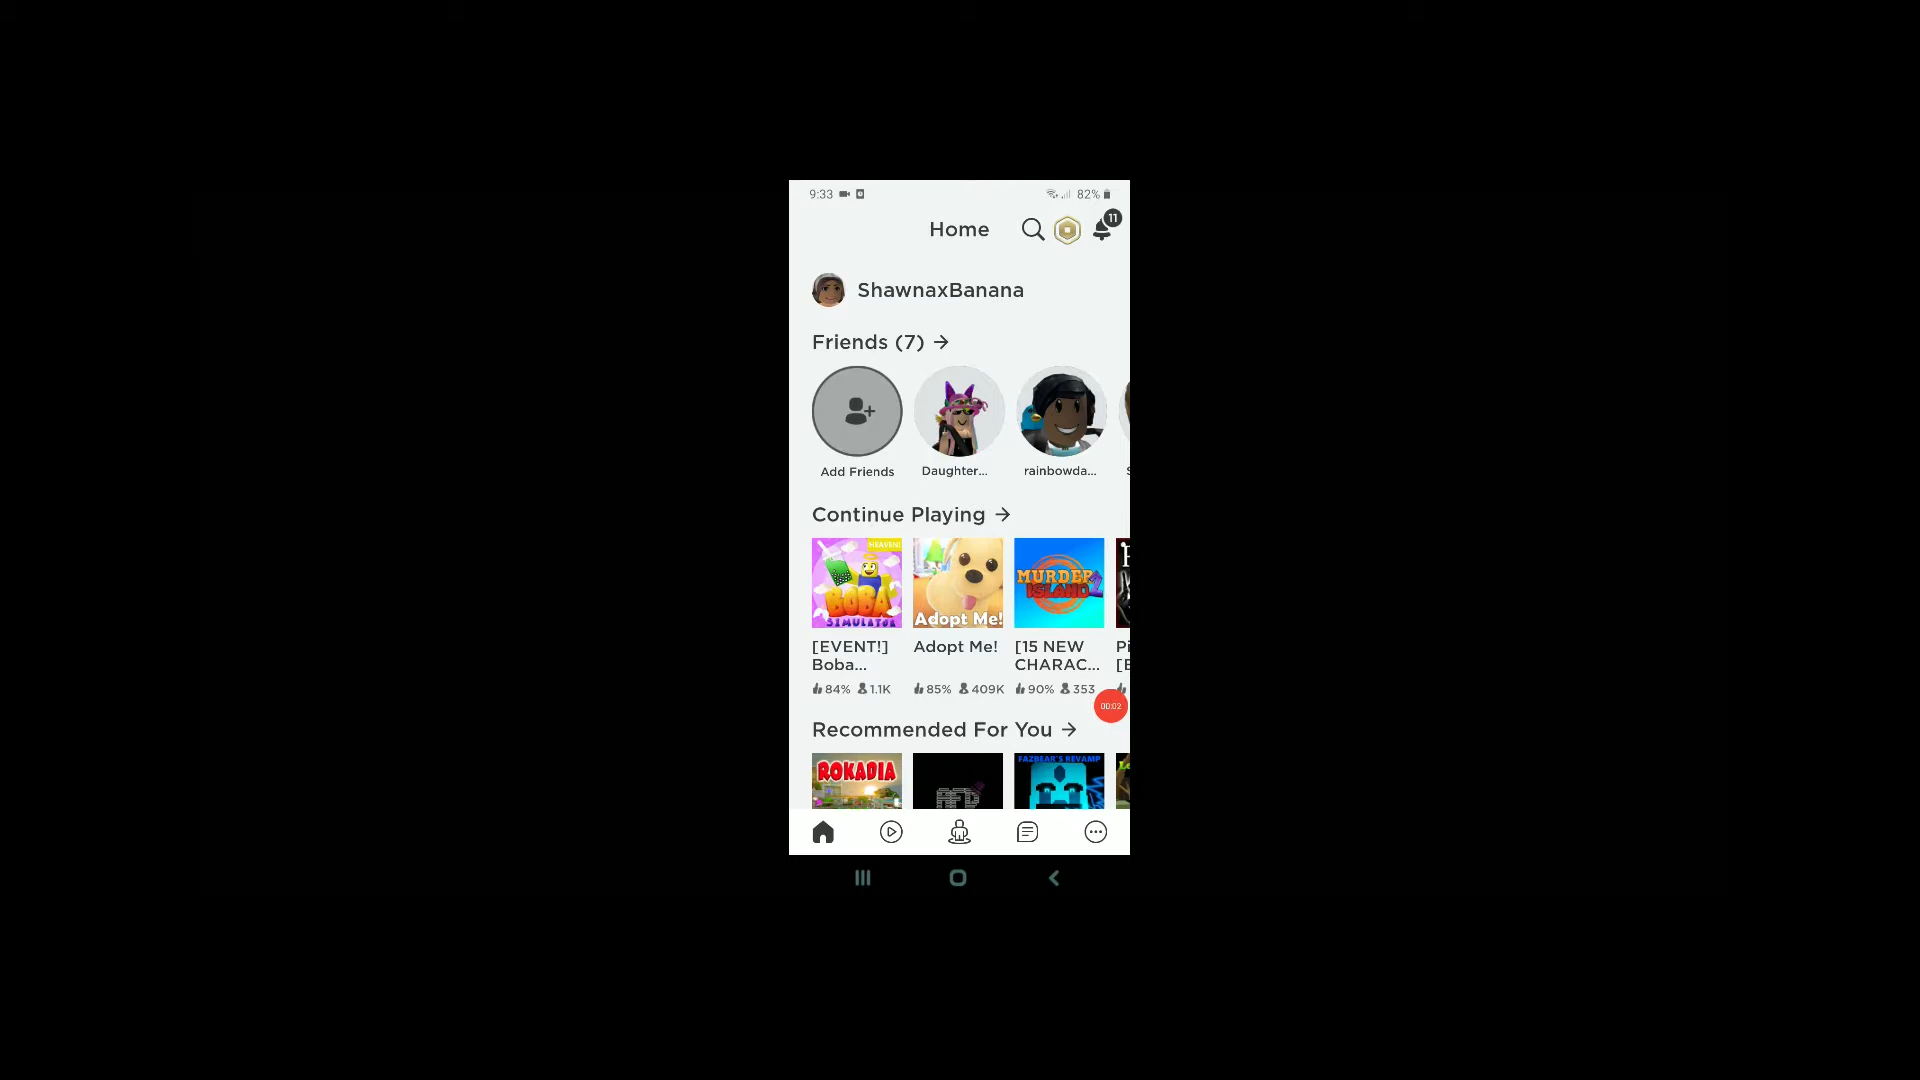 9:33
82%
Home
11
ShawnaxBanana
Friends (7)
Add Friends
Daughter...
rainbowda...
Continue Playing
HEAVEN!
BOBA
SIMULATOR
Adopt Me!
MURDER
ISLAND 2
[EVENT!]
Boba...
Adopt Me!
[15 NEW
CHARAC...
Pi
[E
84% 1.1K
85% 409K
90% 353
00:02
Recommended For You
ROKADIA
FAZBEAR'S REVAMP